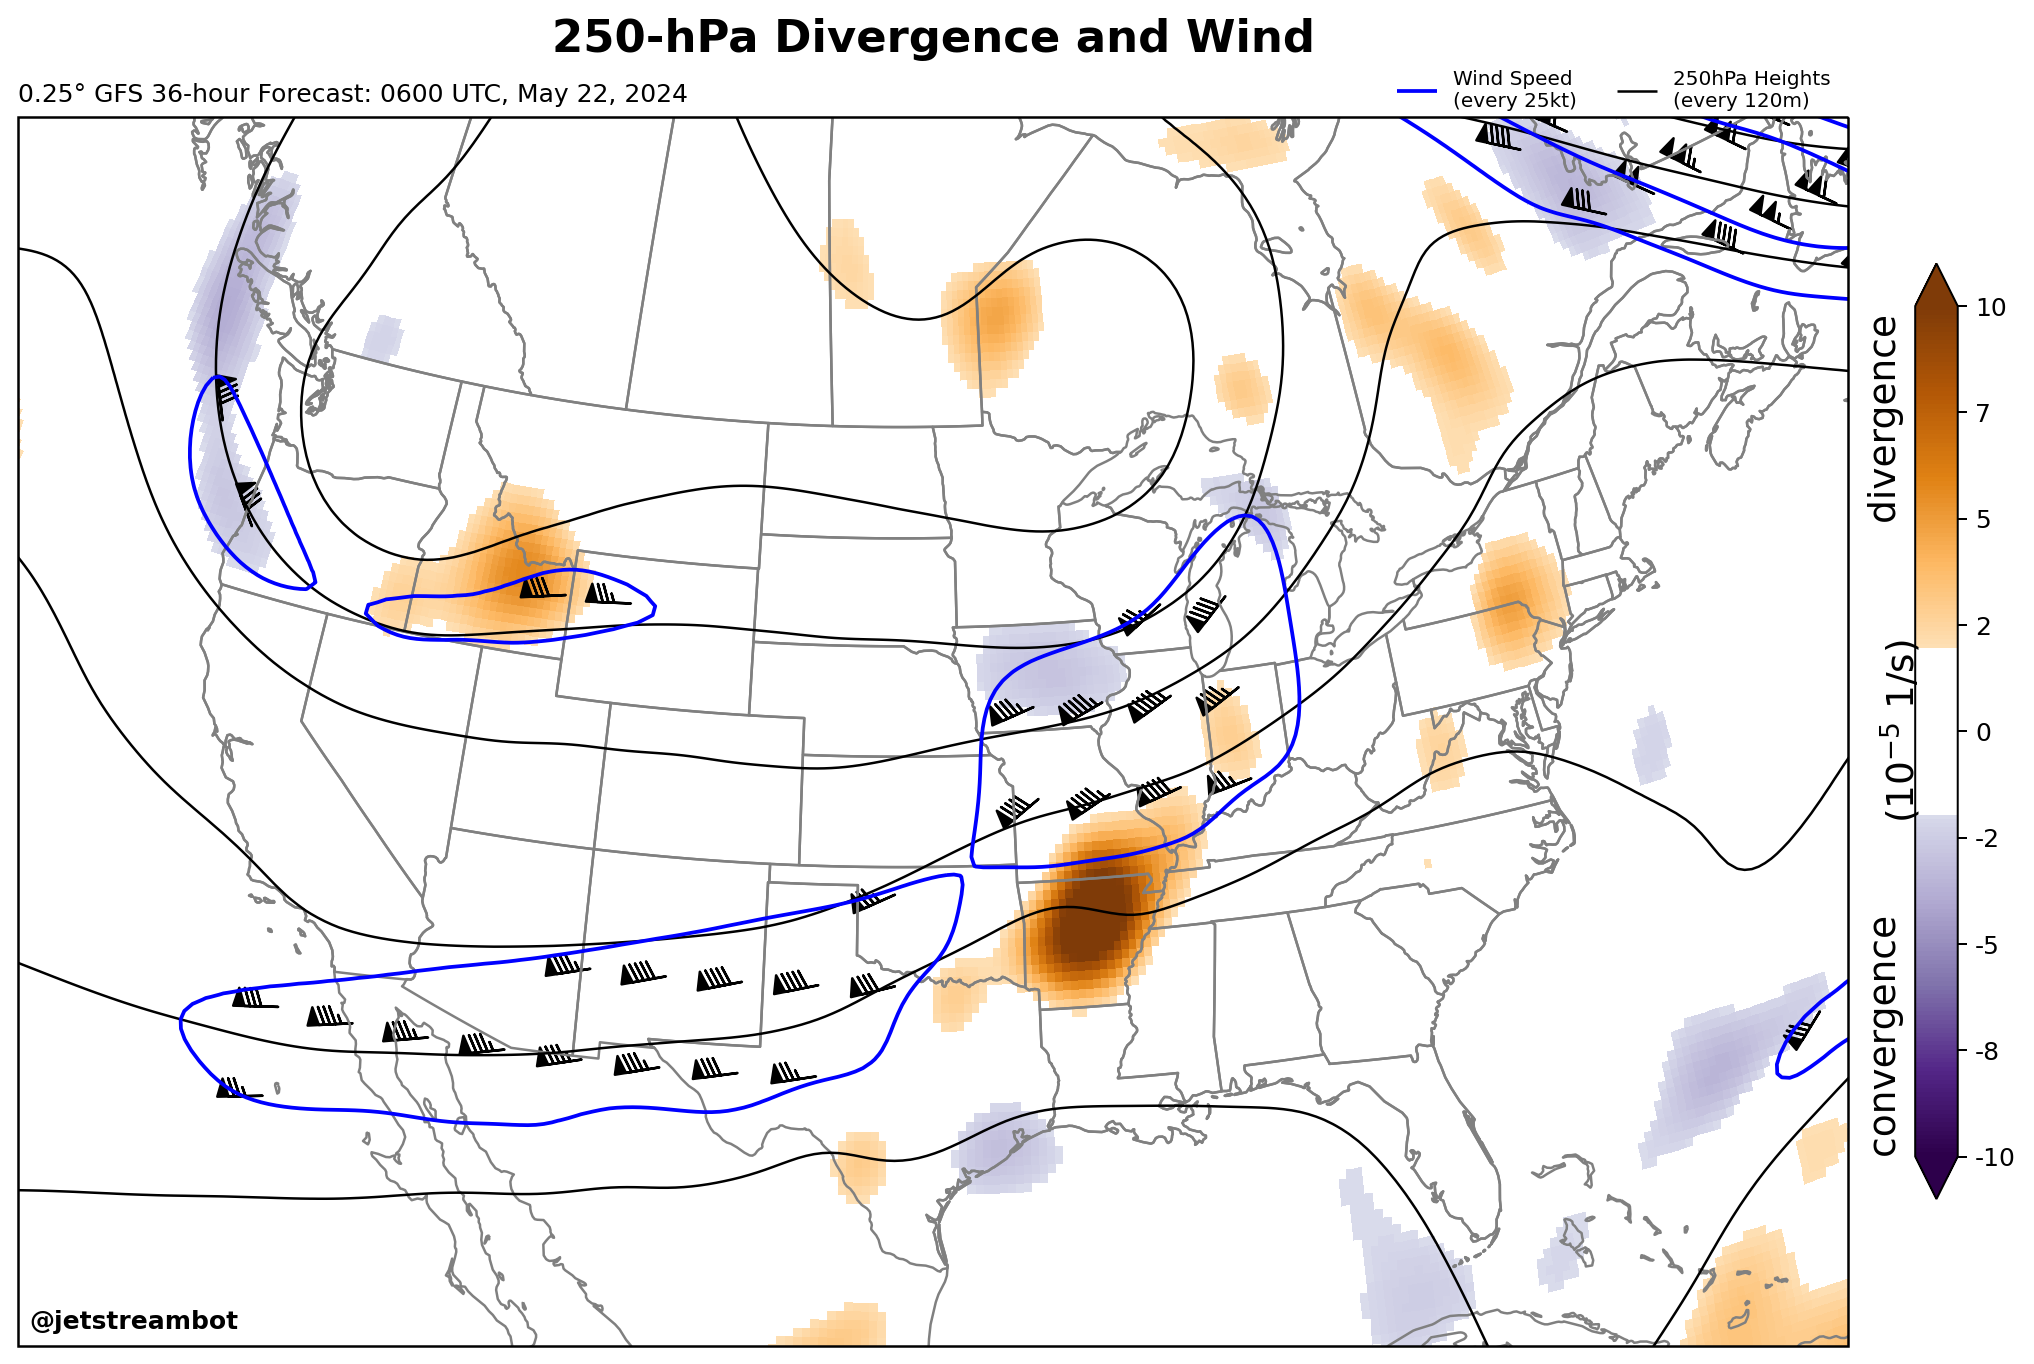 250-hPa Divergence and Wind
0.25° GFS 36-hour Forecast: 0600 UTC, May 22, 2024
Wind Speed
(every 25kt)
250hPa Heights
(every 120m)
10
7
5
2
0
-2
-5
-8
-10
divergence
(10⁻⁵ 1/s)
convergence
@jetstreambot